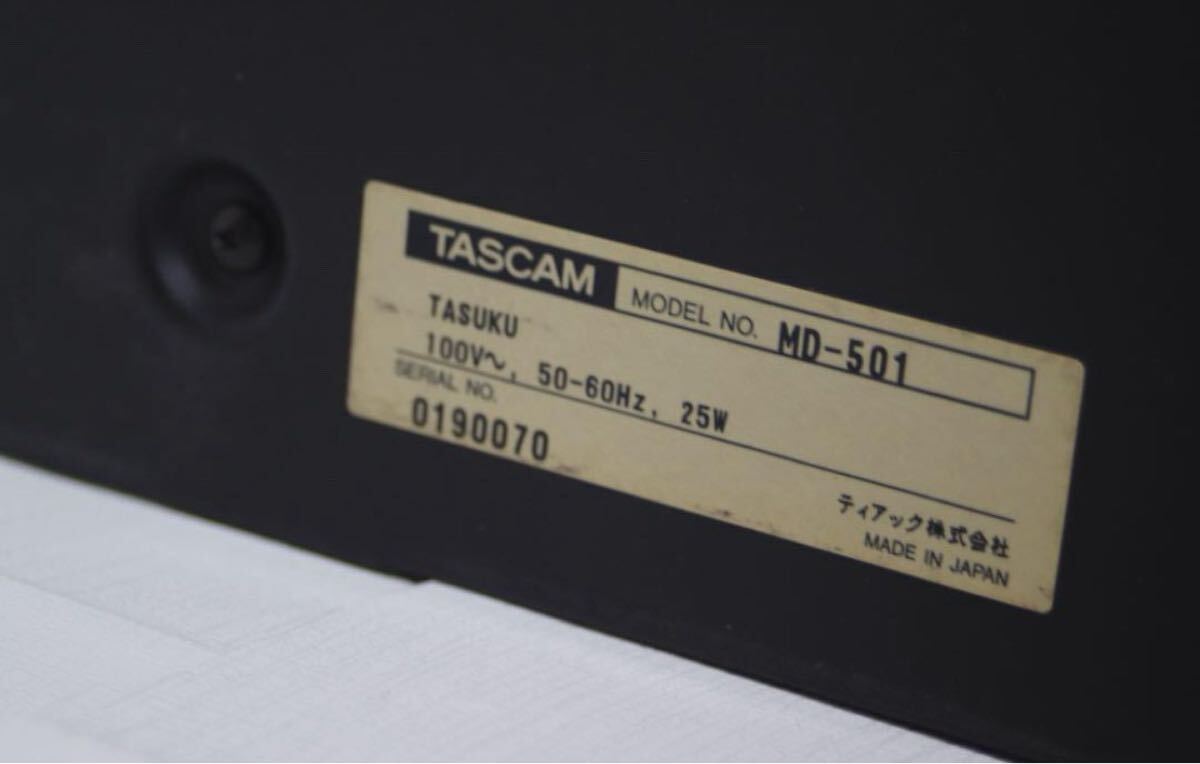 TASCAM MODEL NO. MD-501
TASUKU
100V～, 50-60Hz, 25W
SERIAL NO.
0190070
ティアック株式会社
MADE IN JAPAN